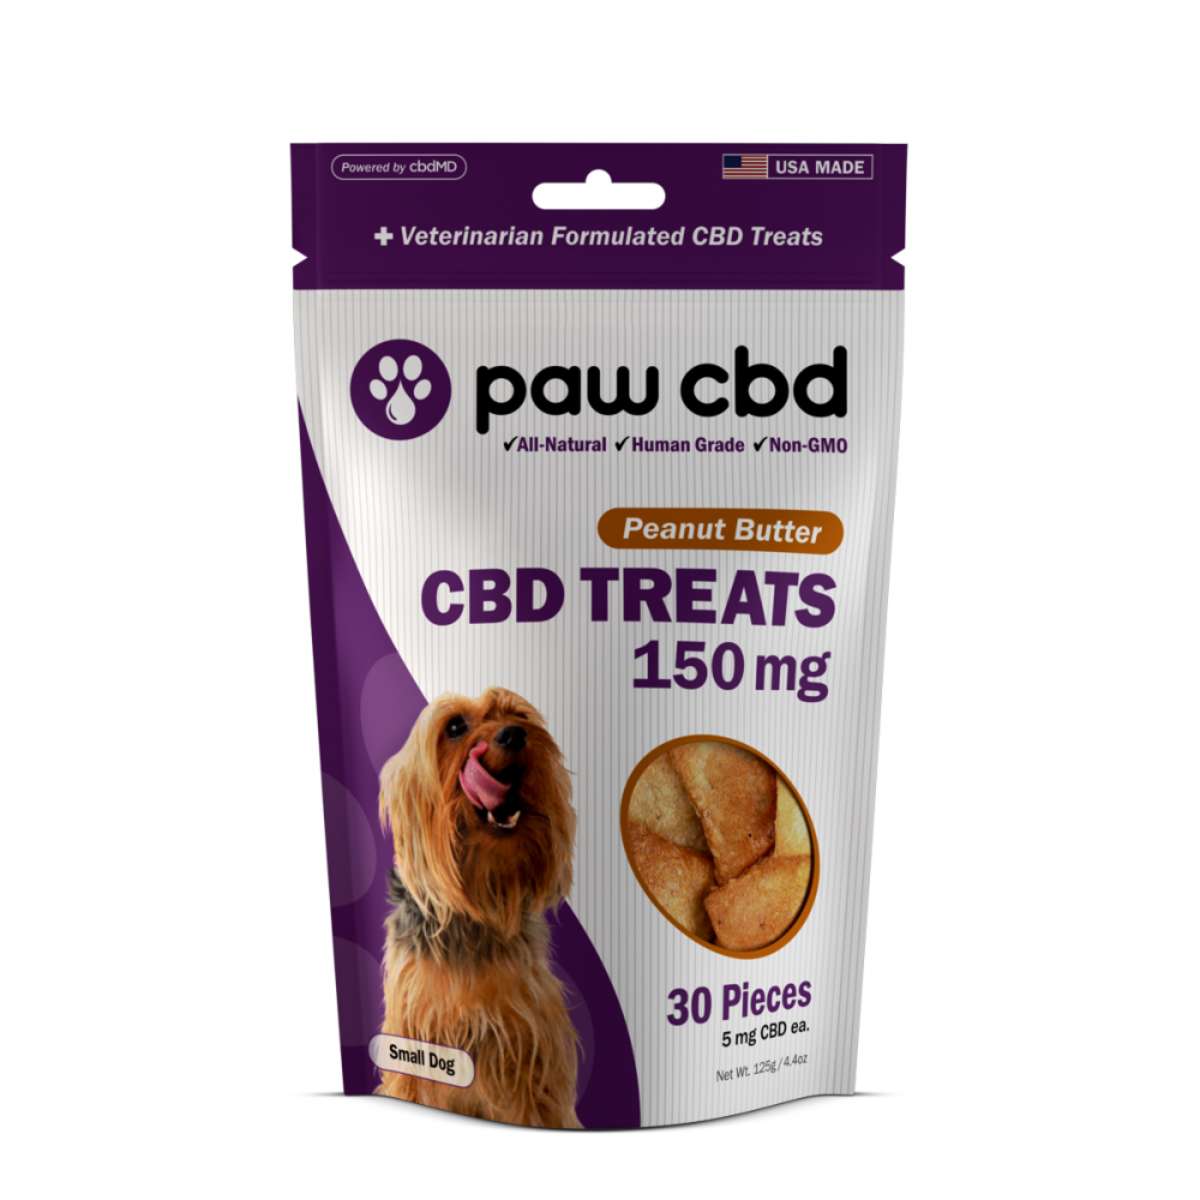 Powered by cbdMD
USA MADE
+ Veterinarian Formulated CBD Treats
paw cbd
✓All-Natural ✓Human Grade ✓Non-GMO
Peanut Butter
CBD TREATS
150 mg
30 Pieces
5 mg CBD ea.
Net Wt. 125g / 4.4oz
Small Dog